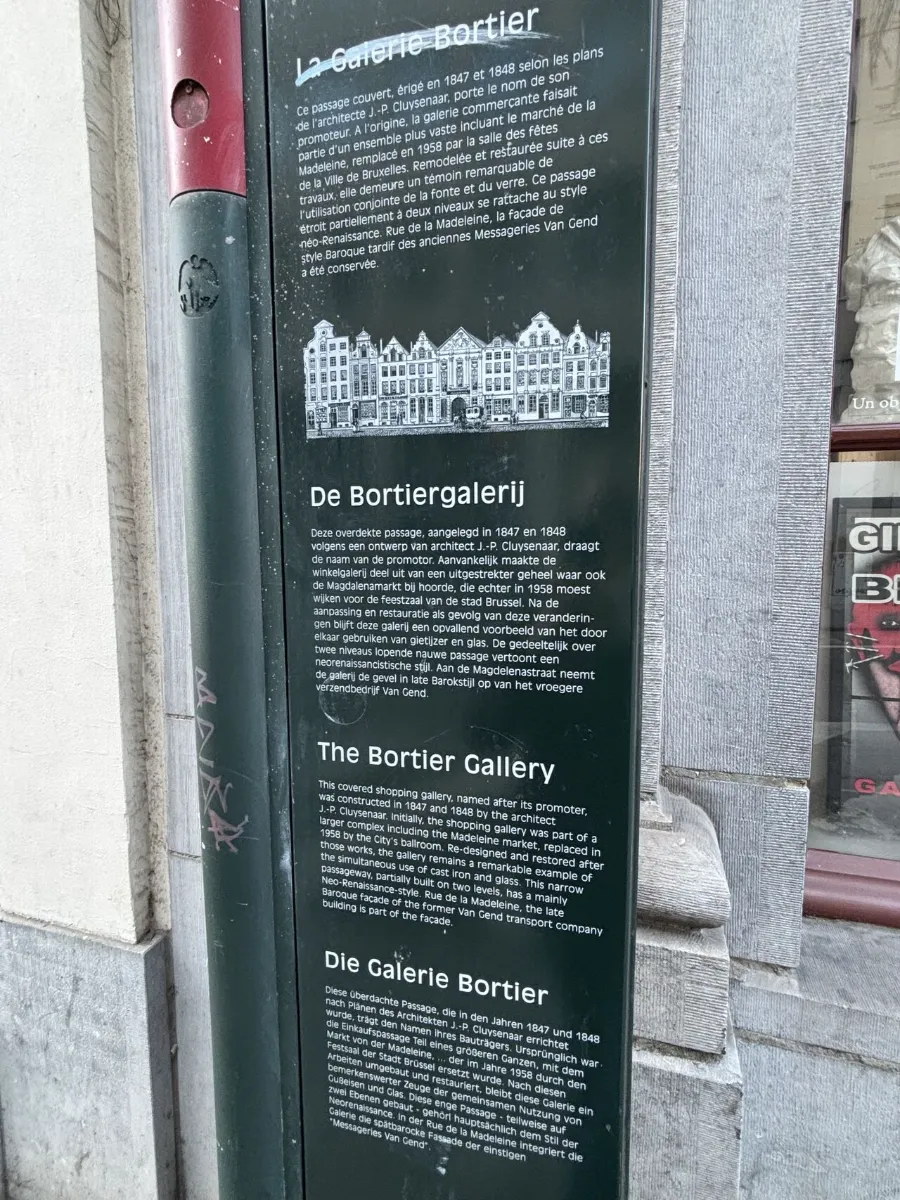 La Galerie Bortier
Ce passage couvert, érigé en 1847 et 1848 selon les plans
de l'architecte J.-P. Cluysenaar, porte le nom de son
promoteur. A l'origine, la galerie commerçante faisait
partie d'un ensemble plus vaste incluant le marché de la
Madeleine, remplacé en 1958 par la salle des fêtes
de la Ville de Bruxelles. Remodelée et restaurée suite à ces
travaux, elle demeure un témoin remarquable de
l'utilisation conjointe de la fonte et du verre. Ce passage
étroit partiellement à deux niveaux se rattache au style
néo-Renaissance. Rue de la Madeleine, la facade de
style Baroque tardif des anciennes Messageries Van Gend
a été conservée.
De Bortiergalerij
Deze overdekte passage, aangelegd in 1847 en 1848
volgens een ontwerp van architect J.-P. Cluysenaar, draagt
de naam van de promotor. Aanvankelijk maakte de
winkelgalerij deel uit van een uitgestrekter geheel waar ook
de Magdalenamarkt bij hoorde, die echter in 1958 moest
wijken voor de feestzaal van de stad Brussel. Na de
aanpassing en restauratie als gevolg van deze veranderin-
gen blijft deze galerij een opvallend voorbeeld van het door
elkaar gebruiken van gietijzer en glas. De gedeeltelijk over
twee niveaus lopende nauwe passage vertoont een
neorenaissancistische stijl. Aan de Magdelenastraat neemt
de galerij de gevel in late Barokstijl op van het vroegere
verzendbedrijf Van Gend.
The Bortier Gallery
This covered shopping gallery, named after its promoter,
was constructed in 1847 and 1848 by the architect
J.-P. Cluysenaar. Initially, the shopping gallery was part of a
larger complex including the Madeleine market, replaced in
1958 by the City's ballroom. Re-designed and restored after
those works, the gallery remains a remarkable example of
the simultaneous use of cast iron and glass. This narrow
passageway, partially built on two levels, has a mainly
Neo-Renaissance-style. Rue de la Madeleine, the late
Baroque facade of the former Van Gend transport company
building is part of the façade.
Die Galerie Bortier
Diese überdachte Passage, die in den Jahren 1847 und 1848
nach Plänen des Architekten J.-P. Cluysenaar errichtet
wurde, trägt den Namen ihres Bauträgers. Ursprünglich war
die Einkaufspassage Teil eines größeren Ganzen, mit dem
Markt von der Madeleine, ... der im Jahre 1958 durch den
Festsaal der Stadt Brüssel ersetzt wurde. Nach diesen
Arbeiten umgebaut und restauriert, bleibt diese Galerie ein
bemerkenswerter Zeuge der gemeinsamen Nutzung von
Gußeisen und Glas. Diese enge Passage - teilweise auf
zwei Ebenen gebaut - gehört hauptsächlich dem Stil der
Neorenaissance. In der Rue de la Madeleine integriert die
Galerie die spätbarocke Fassade der einstigen
"Messageries Van Gend".
Un ob
GI
B
GA